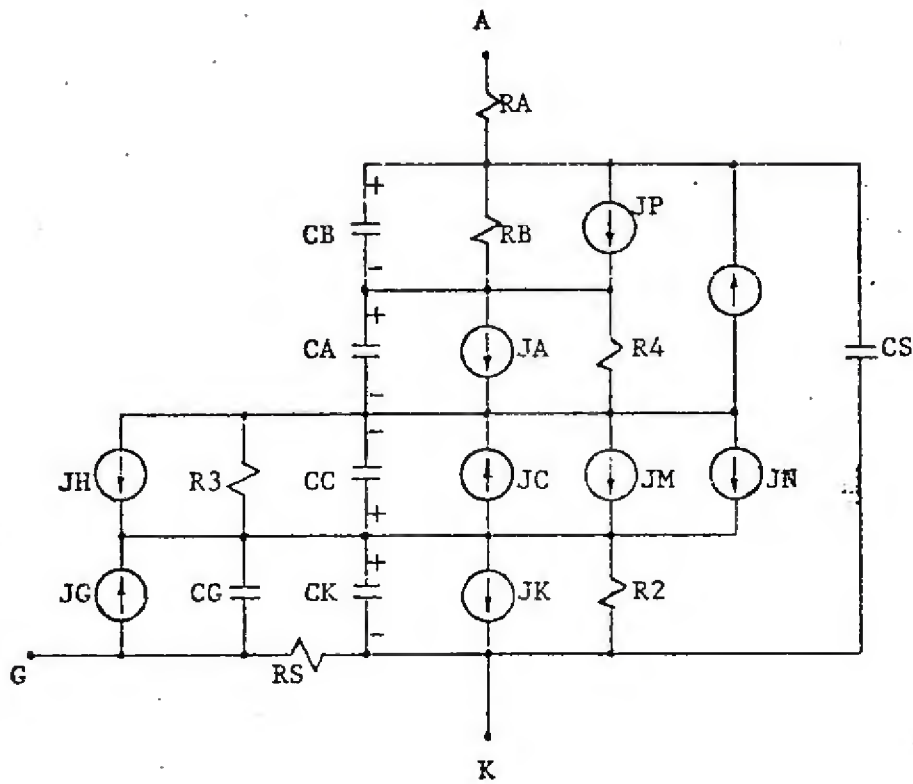 A
RA
CB
+
-
RB
JP
CA
+
-
JA
R4
CS
JH
R3
CC
-
+
JC
JM
JN
JG
CG
CK
+
-
JK
R2
G
RS
K